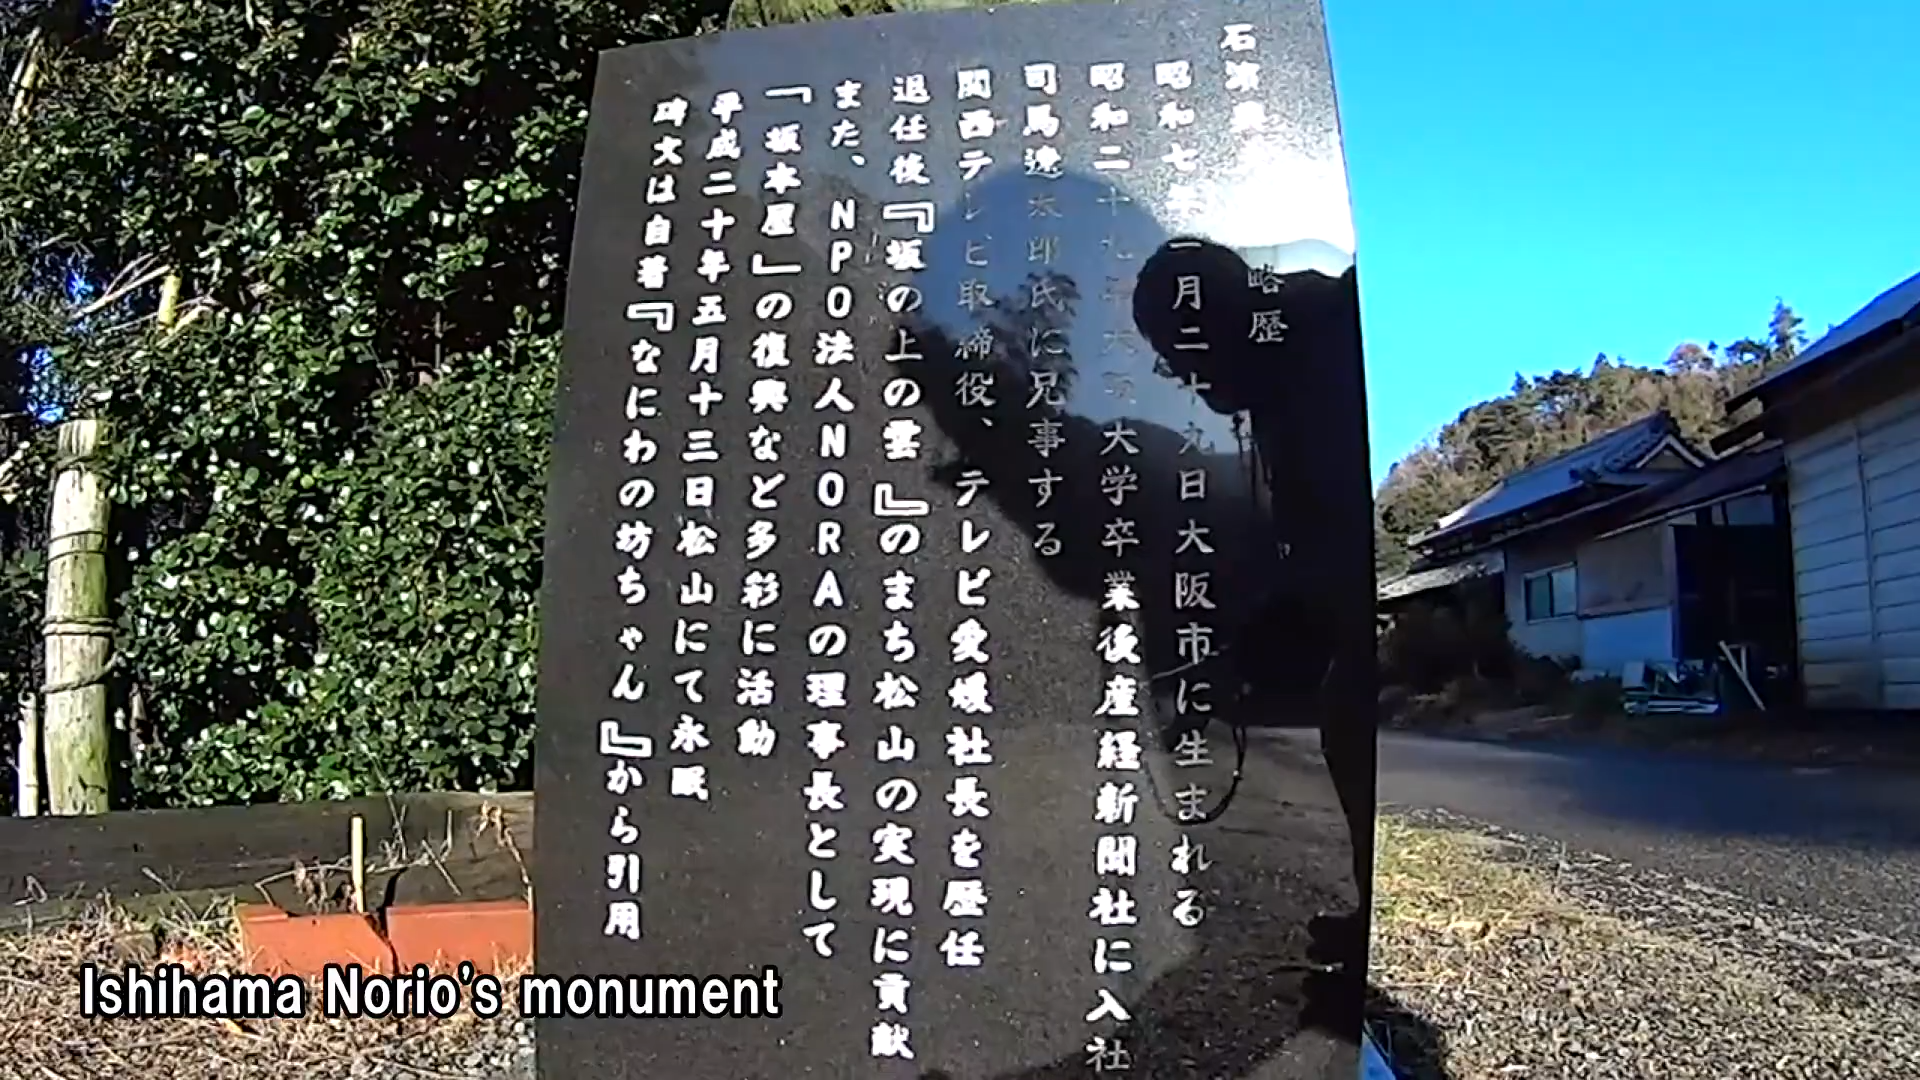 石濱典夫 略歴
昭和七年一月二十九日大阪市に生まれる
昭和二十九年大阪大学卒業後産経新聞社に入社
司馬遼太郎氏に兄事する
関西テレビ取締役、テレビ愛媛社長を歴任
退任後『坂の上の雲』のまち松山の実現に貢献
また、NPO法人NORAの理事長として
「坂本屋」の復興など多彩に活動
平成二十年五月十三日松山にて永眠
碑文は自著『なにわの坊ちゃん』から引用
Ishihama Norio's monument